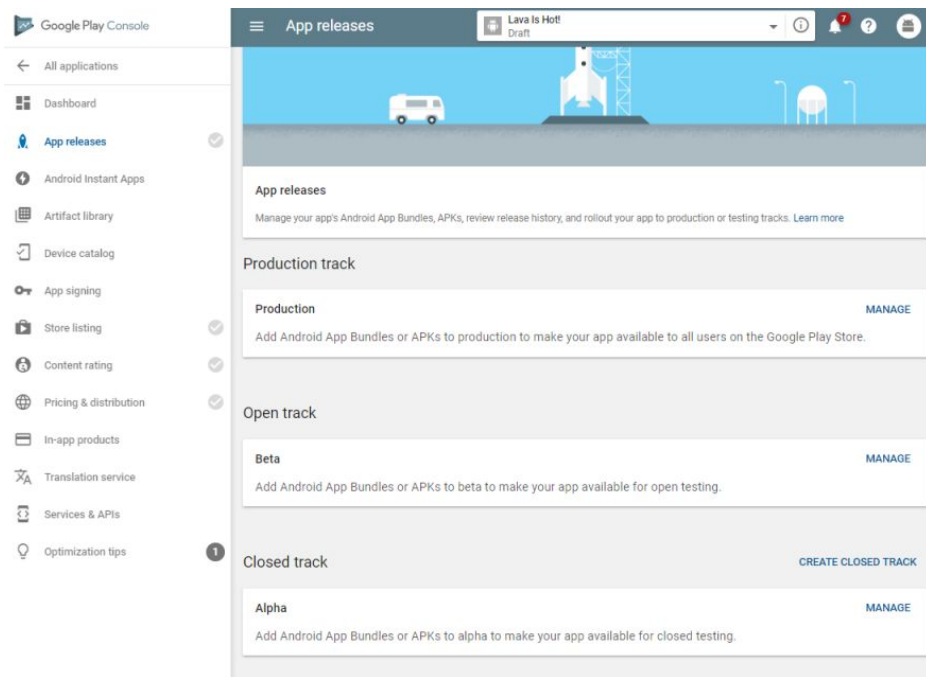 Google Play Console
App releases
Lava Is Hot!
Draft
7
All applications
Dashboard
App releases
Android Instant Apps
Artifact library
Device catalog
App signing
Store listing
Content rating
Pricing & distribution
In-app products
Translation service
Services & APIs
Optimization tips
1
App releases
Manage your app's Android App Bundles, APKs, review release history, and rollout your app to production or testing tracks. Learn more
Production track
Production
MANAGE
Add Android App Bundles or APKs to production to make your app available to all users on the Google Play Store.
Open track
Beta
MANAGE
Add Android App Bundles or APKs to beta to make your app available for open testing.
Closed track
CREATE CLOSED TRACK
Alpha
MANAGE
Add Android App Bundles or APKs to alpha to make your app available for closed testing.